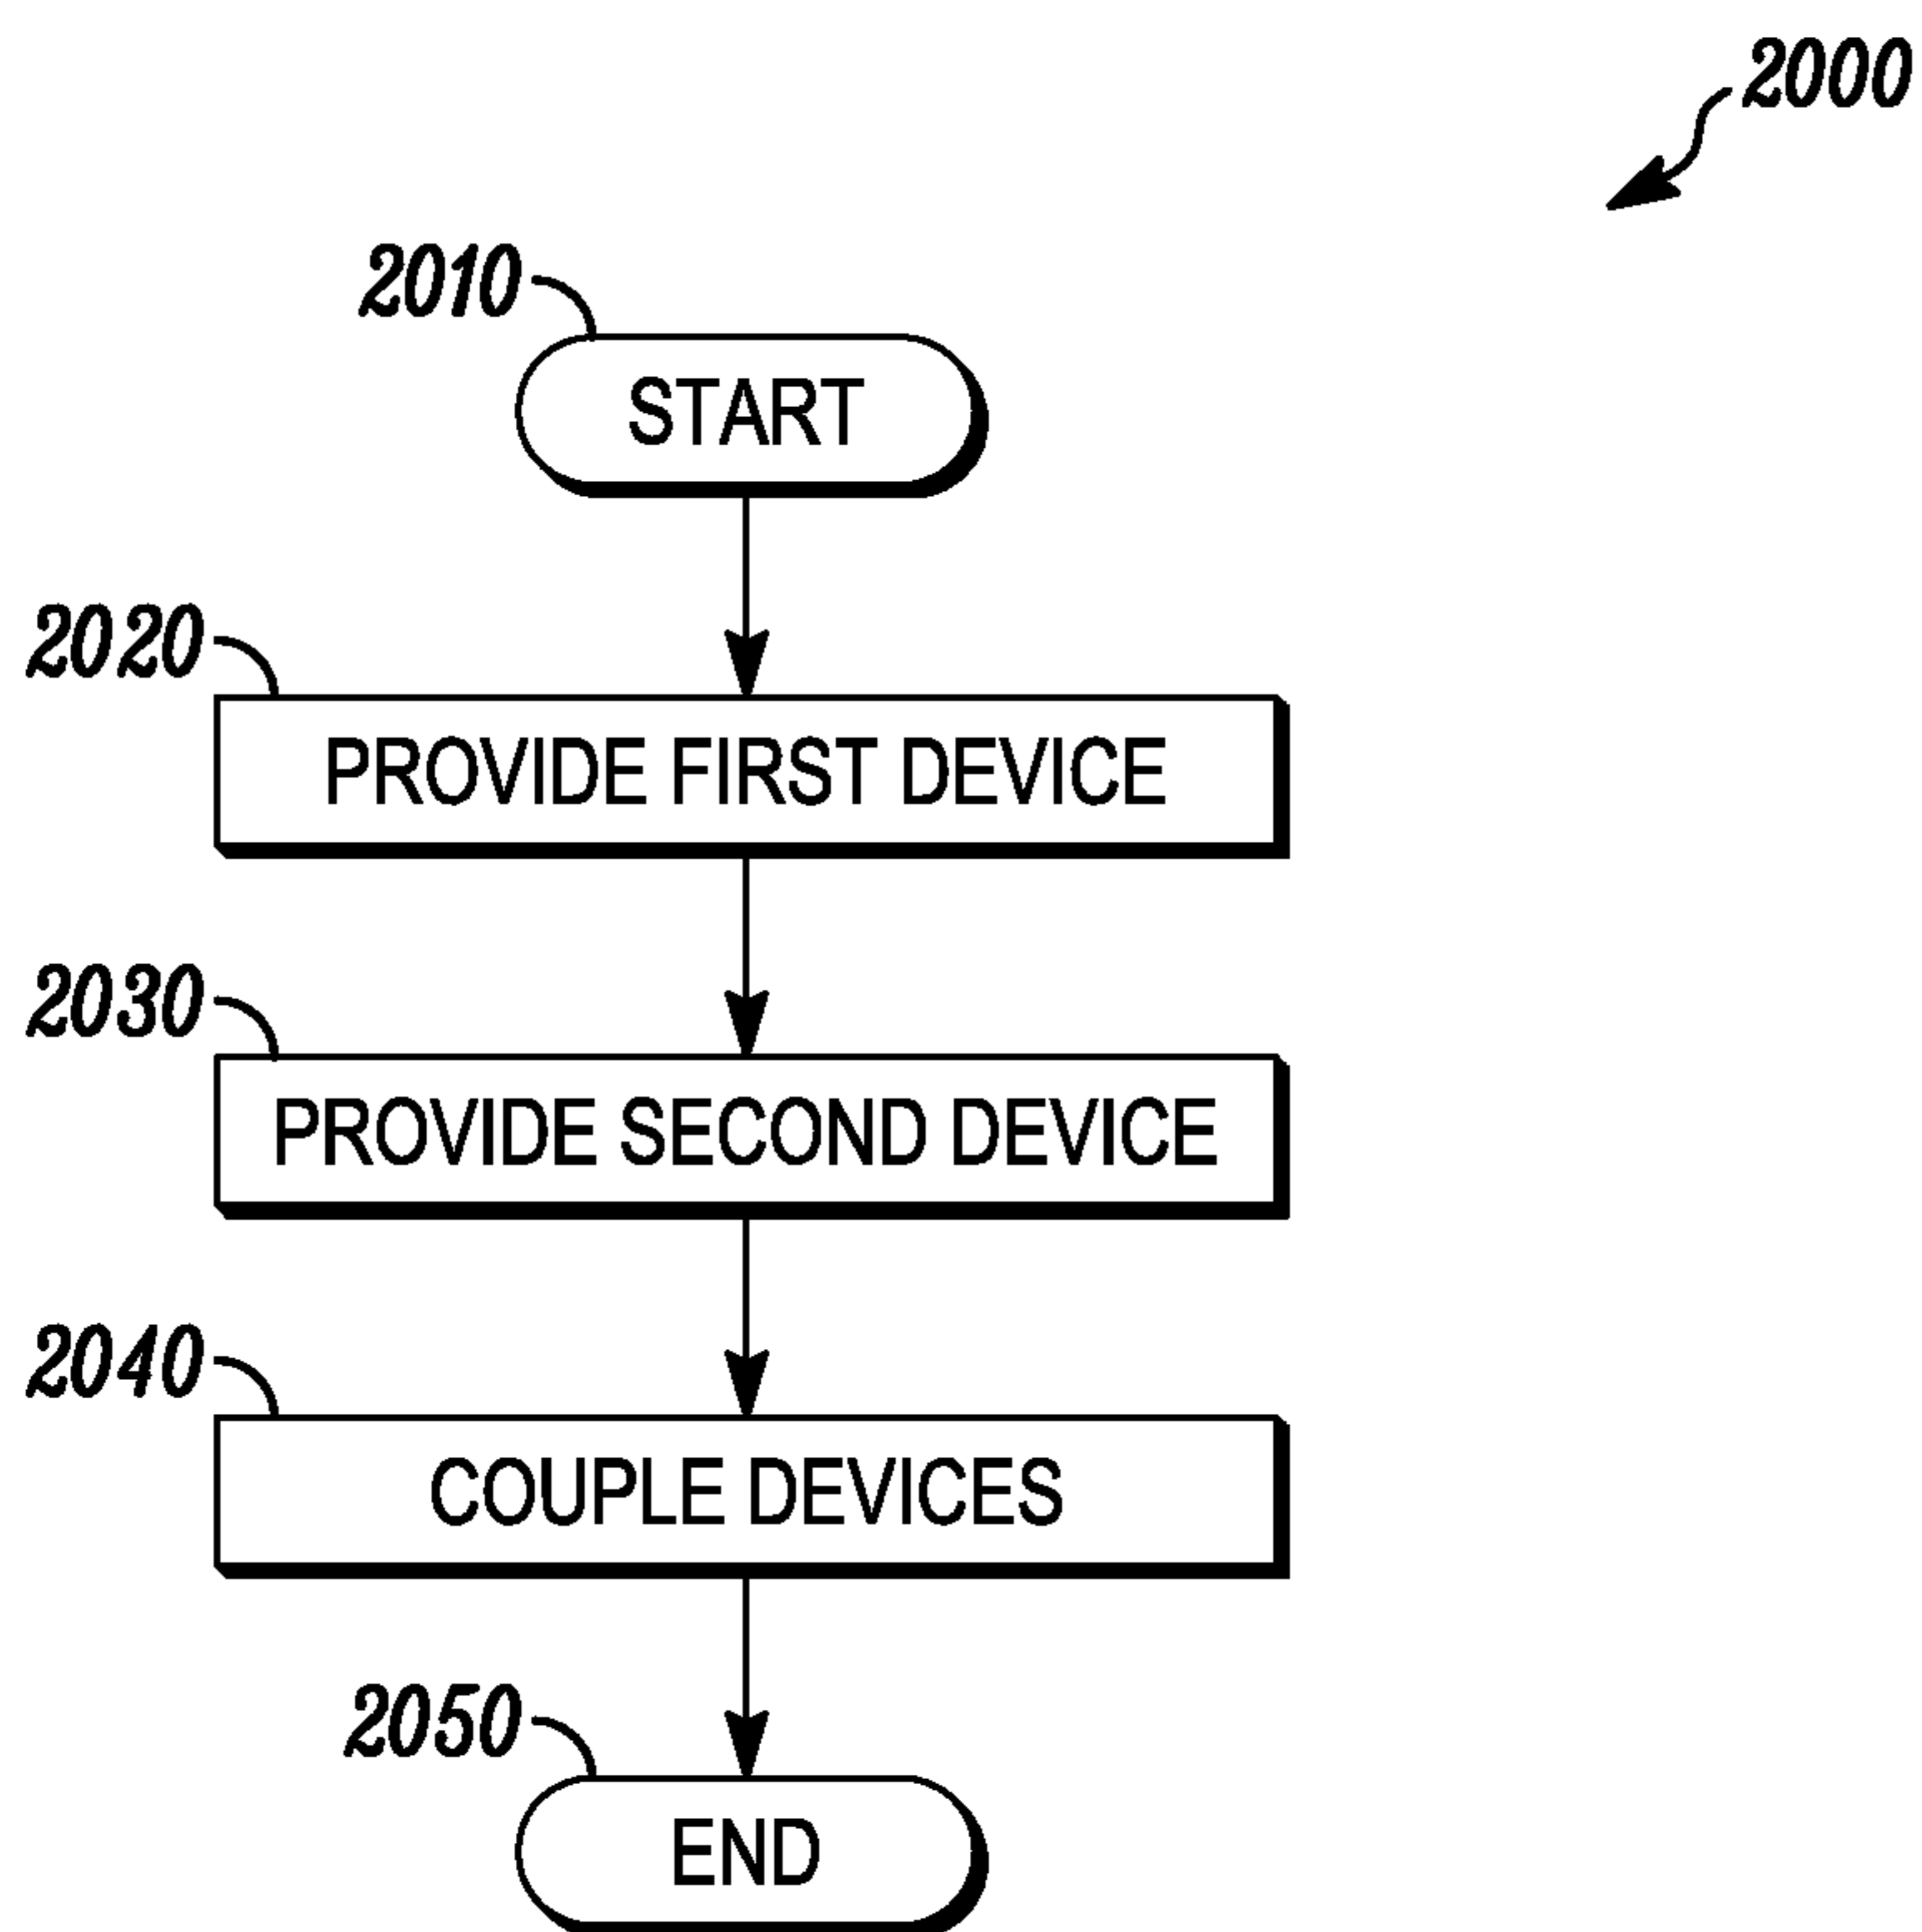 2000
2010
START
2020
PROVIDE FIRST DEVICE
2030
PROVIDE SECOND DEVICE
2040
COUPLE DEVICES
2050
END